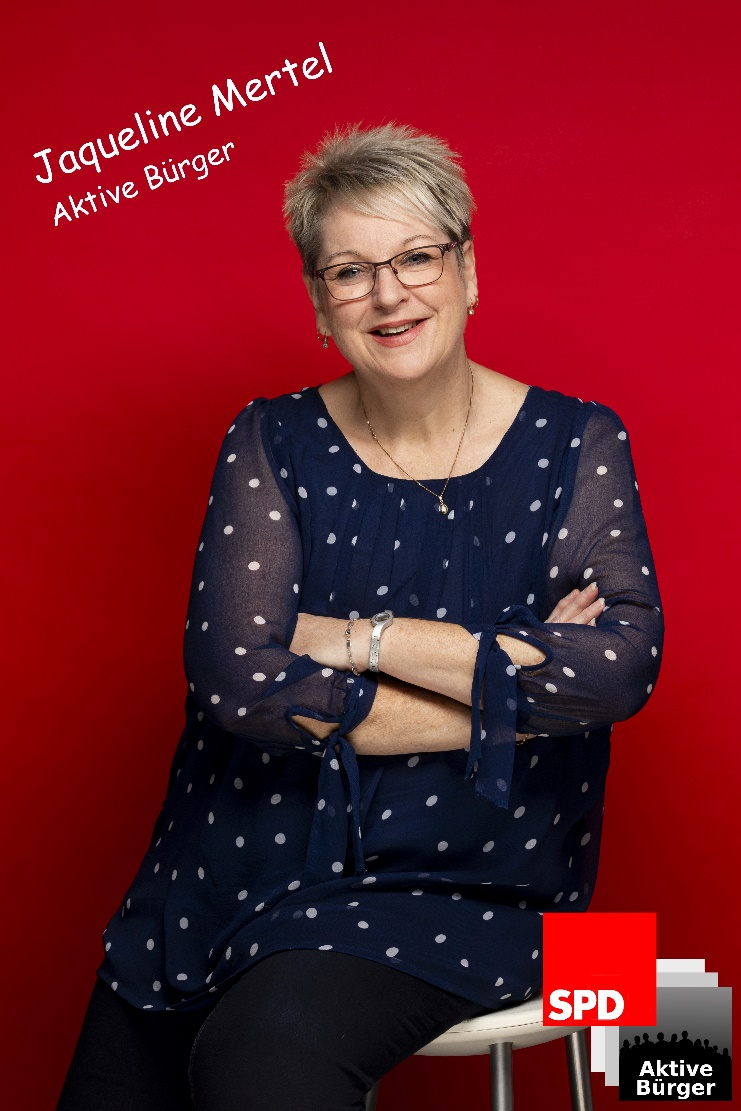 Jaqueline Mertel
Aktive Bürger
SPD
Aktive
Bürger